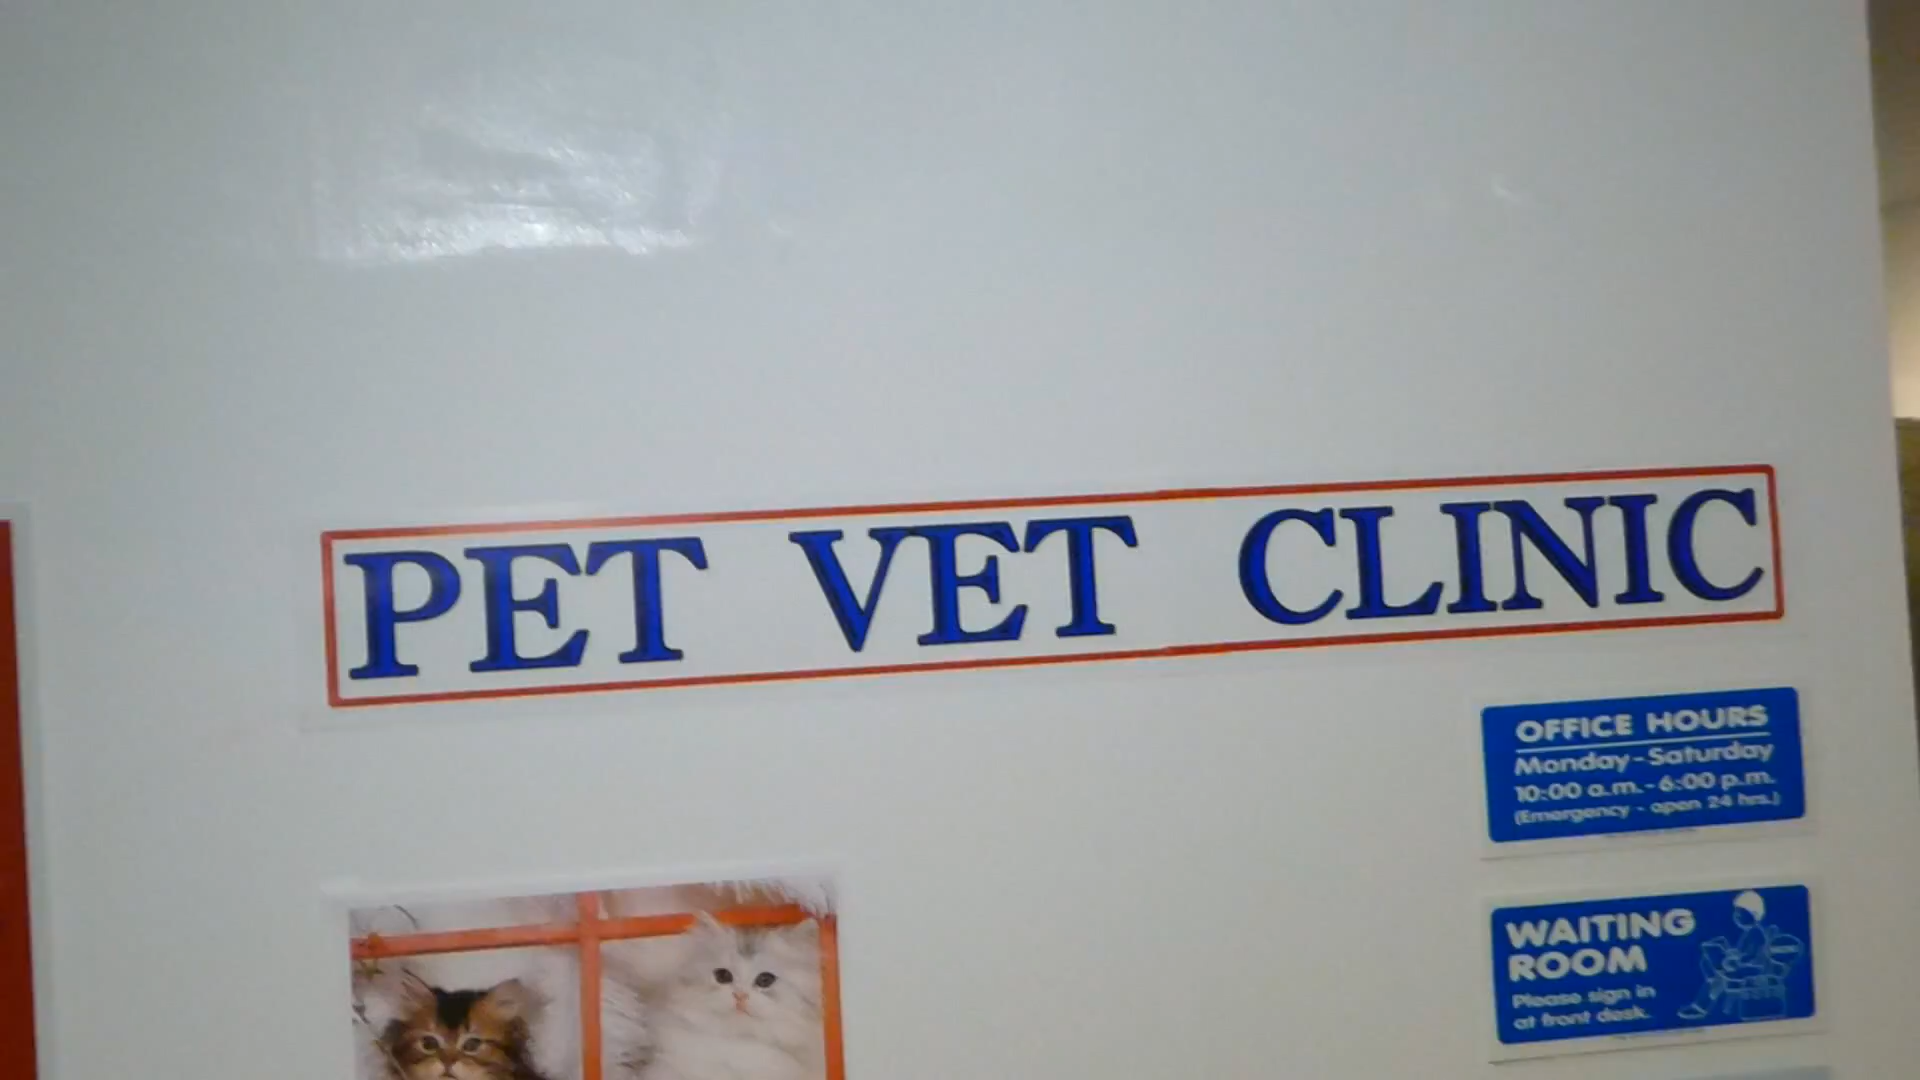 PET VET CLINIC
OFFICE HOURS
Monday-Saturday
10:00 a.m.-6:00 p.m.
(Emergency - open 24 hrs.)
WAITING
ROOM
Please sign in
at front desk.